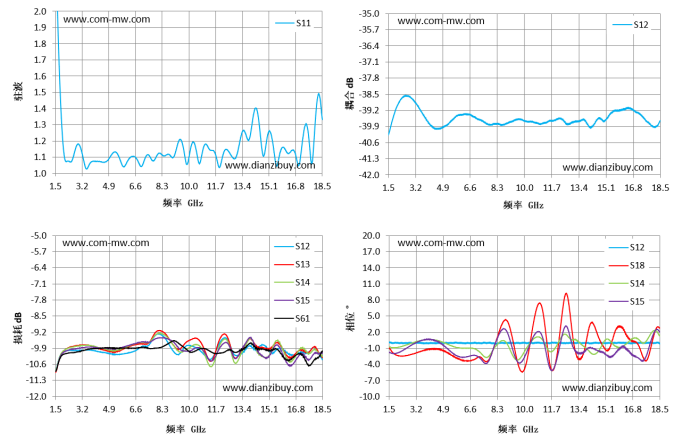 www.com-mw.com
S11
2.0
1.9
1.8
1.7
1.6
1.5
1.4
1.3
1.2
1.1
1.0
驻波
www.dianzibuy.com
1.5 3.2 4.9 6.6 8.3 10.0 11.7 13.4 15.1 16.8 18.5
频率 GHz
www.com-mw.com
S12
-35.0
-35.7
-36.4
-37.1
-37.8
-38.5
-39.2
-39.9
-40.6
-41.3
-42.0
耦合 dB
www.dianzibuy.com
1.5 3.2 4.9 6.6 8.3 10.0 11.7 13.4 15.1 16.8 18.5
频率 GHz
www.com-mw.com
S12
S13
S14
S15
S61
-5.0
-5.7
-6.4
-7.1
-7.8
-8.5
-9.2
-9.9
-10.6
-11.3
-12.0
损耗 dB
www.dianzibuy.com
1.5 3.2 4.9 6.6 8.3 10.0 11.7 13.4 15.1 16.8 18.5
频率 GHz
www.com-mw.com
S12
S18
S14
S15
20.0
17.0
14.0
11.0
8.0
5.0
2.0
-1.0
-4.0
-7.0
-10.0
相位 °
www.dianzibuy.com
1.5 3.2 4.9 6.6 8.3 10.0 11.7 13.4 15.1 16.8 18.5
频率 GHz